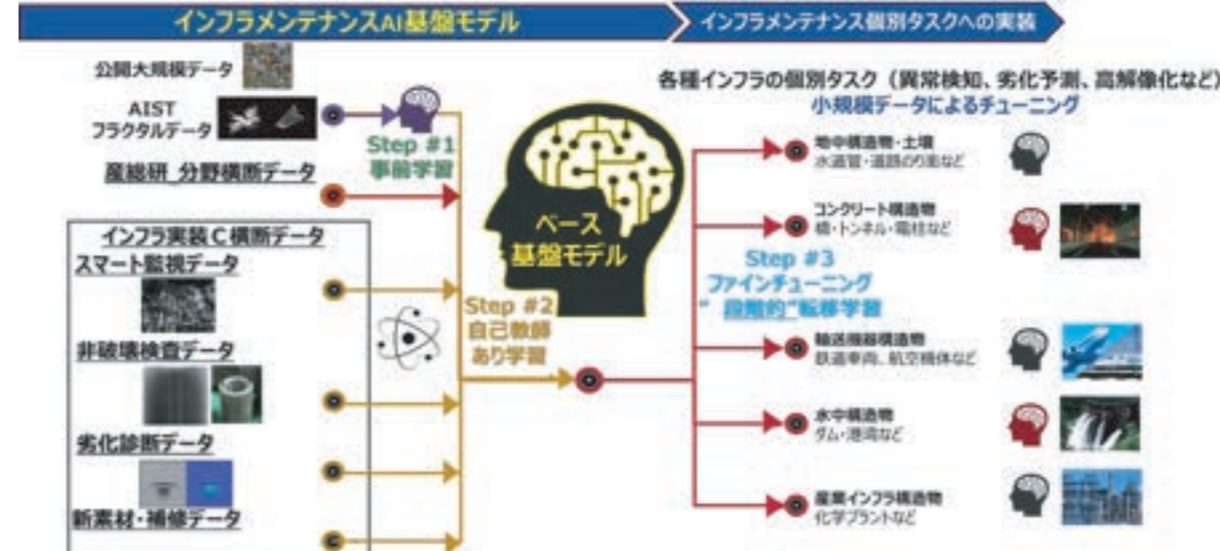 インフラメンテナンスAI基盤モデル
インフラメンテナンス個別タスクへの実装
公開大規模データ
AIST
フラクタルデータ
Step #1
事前学習
産総研_分野横断データ
インフラ実装C横断データ
スマート監視データ
非破壊検査データ
劣化診断データ
新素材・補修データ
Step #2
自己教師
あり学習
ベース
基盤モデル
各種インフラの個別タスク（異常検知、劣化予測、高解像化など）
小規模データによるチューニング
地中構造物・土壌
水道管・道路のり面など
コンクリート構造物
橋・トンネル・電柱など
Step #3
ファインチューニング
"段階的"転移学習
輸送機器構造物
鉄道車両、航空機体など
水中構造物
ダム・港湾など
産業インフラ構造物
化学プラントなど